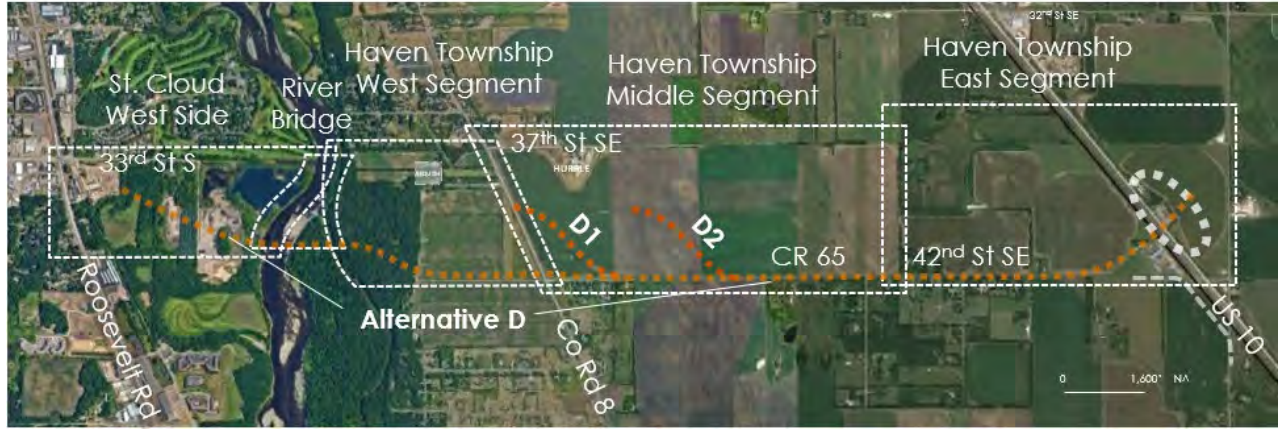 32ND St SE
Haven Township
West Segment
Haven Township
Middle Segment
Haven Township
East Segment
St. Cloud
West Side
River
Bridge
33rd St S
37th St SE
D1
D2
CR 65
42nd St SE
Alternative D
Roosevelt Rd
Co Rd 8
US 10
0 1,600'